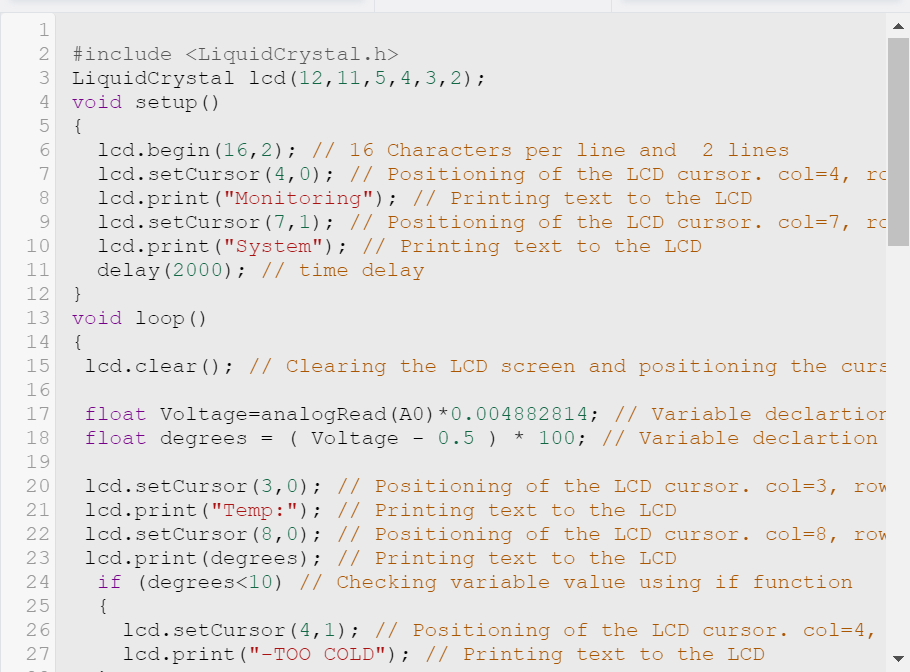 1
2 #include <LiquidCrystal.h>
3 LiquidCrystal lcd(12,11,5,4,3,2);
4 void setup()
5 {
6 lcd.begin(16,2); // 16 Characters per line and  2 lines
7 lcd.setCursor(4,0); // Positioning of the LCD cursor. col=4,
8 lcd.print("Monitoring"); // Printing text to the LCD
9 lcd.setCursor(7,1); // Positioning of the LCD cursor. col=7,
10 lcd.print("System"); // Printing text to the LCD
11 delay(2000); // time delay
12 }
13 void loop()
14 {
15 lcd.clear(); // Clearing the LCD screen and positioning the curs
16
17 float Voltage=analogRead(A0)*0.004882814; // Variable declartion
18 float degrees = ( Voltage - 0.5 ) * 100; // Variable declartion
19
20 lcd.setCursor(3,0); // Positioning of the LCD cursor. col=3, row
21 lcd.print("Temp:"); // Printing text to the LCD
22 lcd.setCursor(8,0); // Positioning of the LCD cursor. col=8, row
23 lcd.print(degrees); // Printing text to the LCD
24 if (degrees<10) // Checking variable value using if function
25 {
26 lcd.setCursor(4,1); // Positioning of the LCD cursor. col=4,
27 lcd.print("-TOO COLD"); // Printing text to the LCD